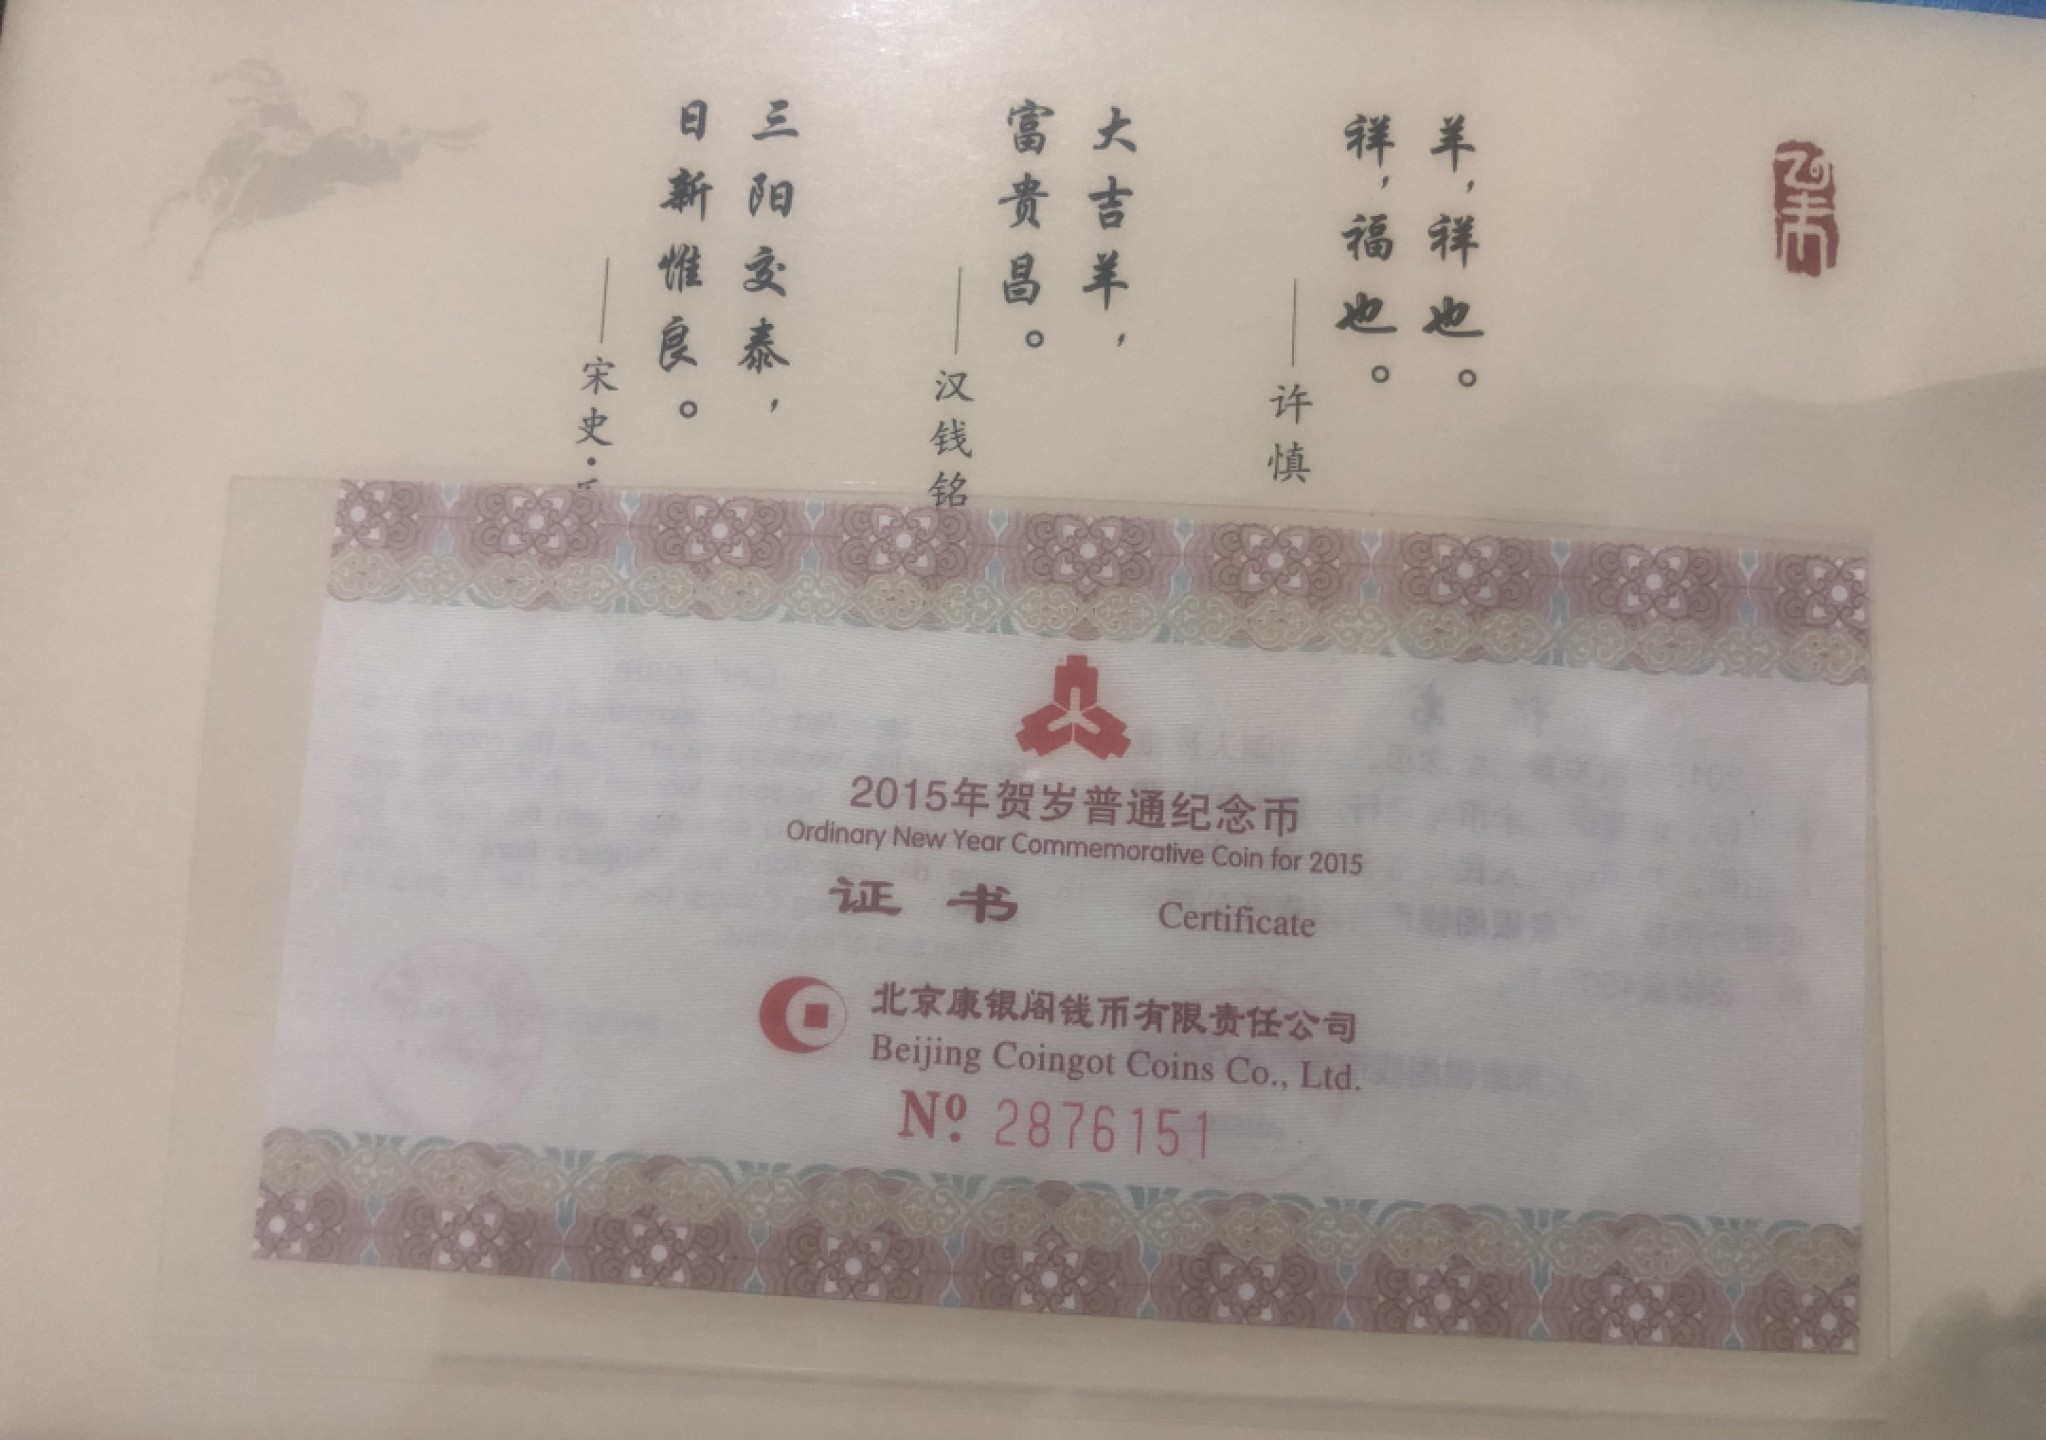 乙未
羊，祥也。
祥，福也。
——许慎
大吉羊，
富贵昌。
——汉钱铭
三阳交泰，
日新惟良。
——宋史·
2015年贺岁普通纪念币
Ordinary New Year Commemorative Coin for 2015
证书 Certificate
北京康银阁钱币有限责任公司
Beijing Coingot Coins Co., Ltd.
Nº. 2876151